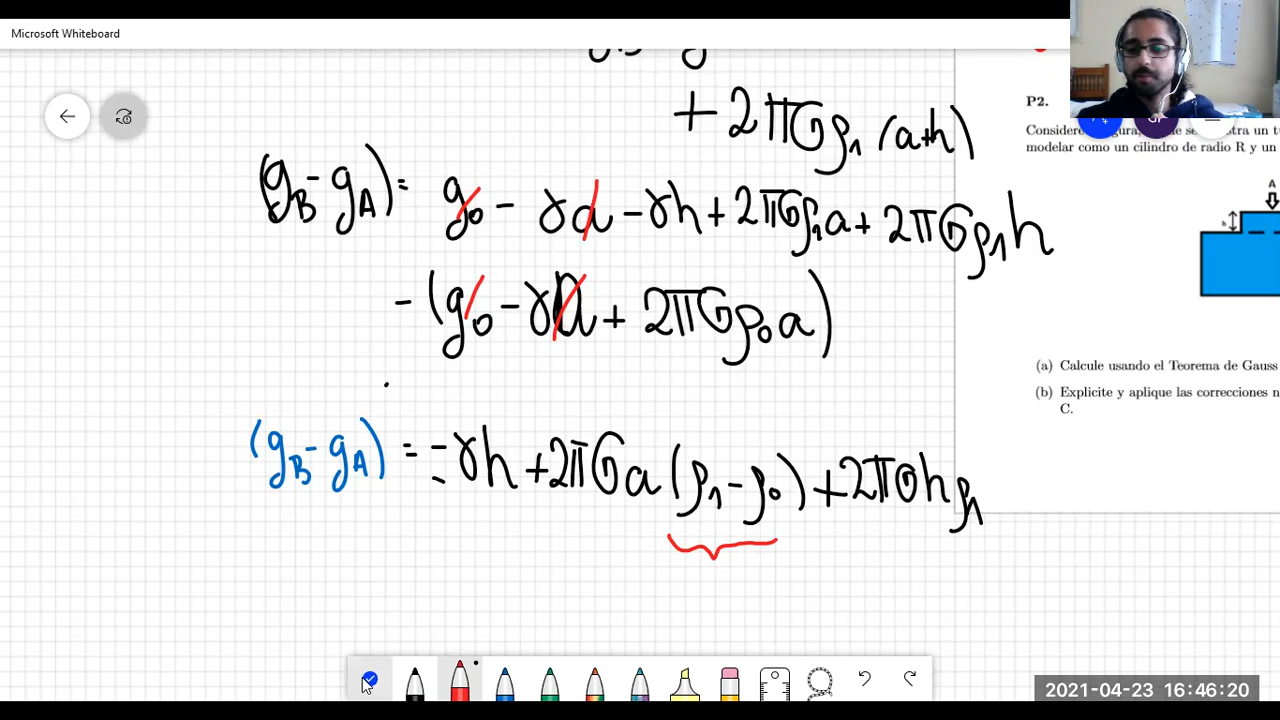 Microsoft Whiteboard
+ 2πGρ₁(a+h)
(g_B - g_A) = g₀ - γa - γh + 2πGρ₁a + 2πGρ₁h
- (g₀ - γa + 2πGρ₀a)
(g_B - g_A) = -γh + 2πGa(ρ₁ - ρ₀) + 2πGhρ₁
P2.
modelar como un cilindro de radio R y un
A
(a) Calcule usando el Teorema de Gauss
(b) Explicite y aplique las correcciones n
C.
2021-04-23 16:46:20